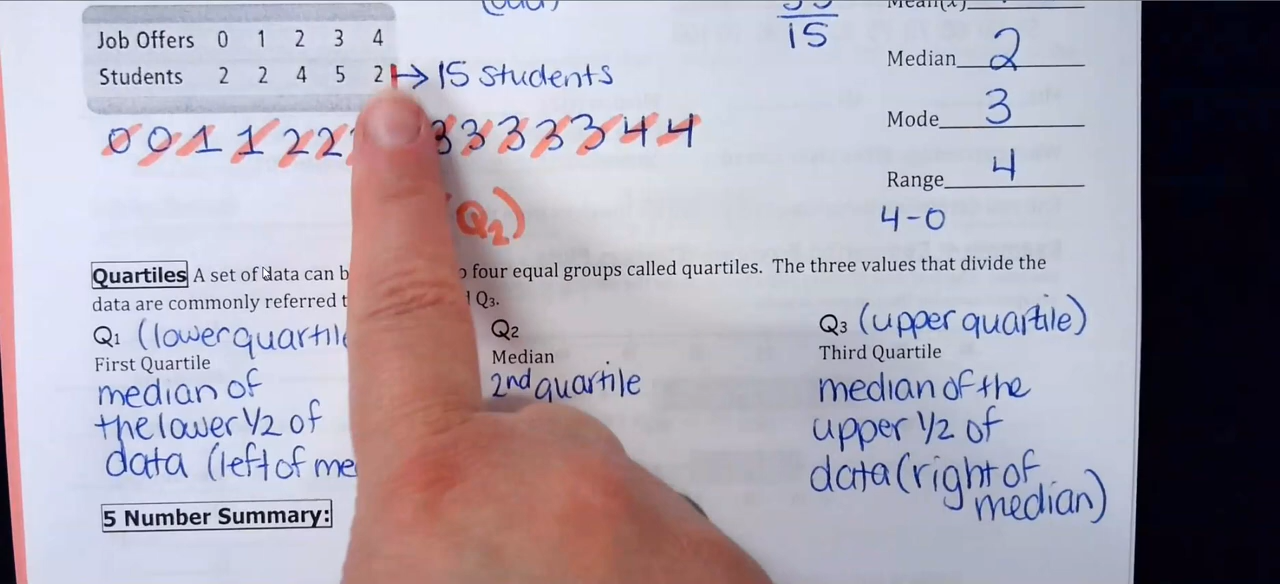 15
Median 2
Job Offers 0 1 2 3 4
Students 2 2 4 5 2 → 15 students
Mode 3
0 0 1 1 2 2 3 3 3 3 3 4 4
Range 4
4-0
(Q2)
Quartiles A set of data can four equal groups called quartiles. The three values that divide the
data are commonly referred Q3.
Q1 (lower quartile
First Quartile
median of
the lower 1/2 of
data (left of
Q2
Median
2nd quartile
Q3 (upper quartile)
Third Quartile
median of the
upper 1/2 of
data (right of
median)
5 Number Summary: